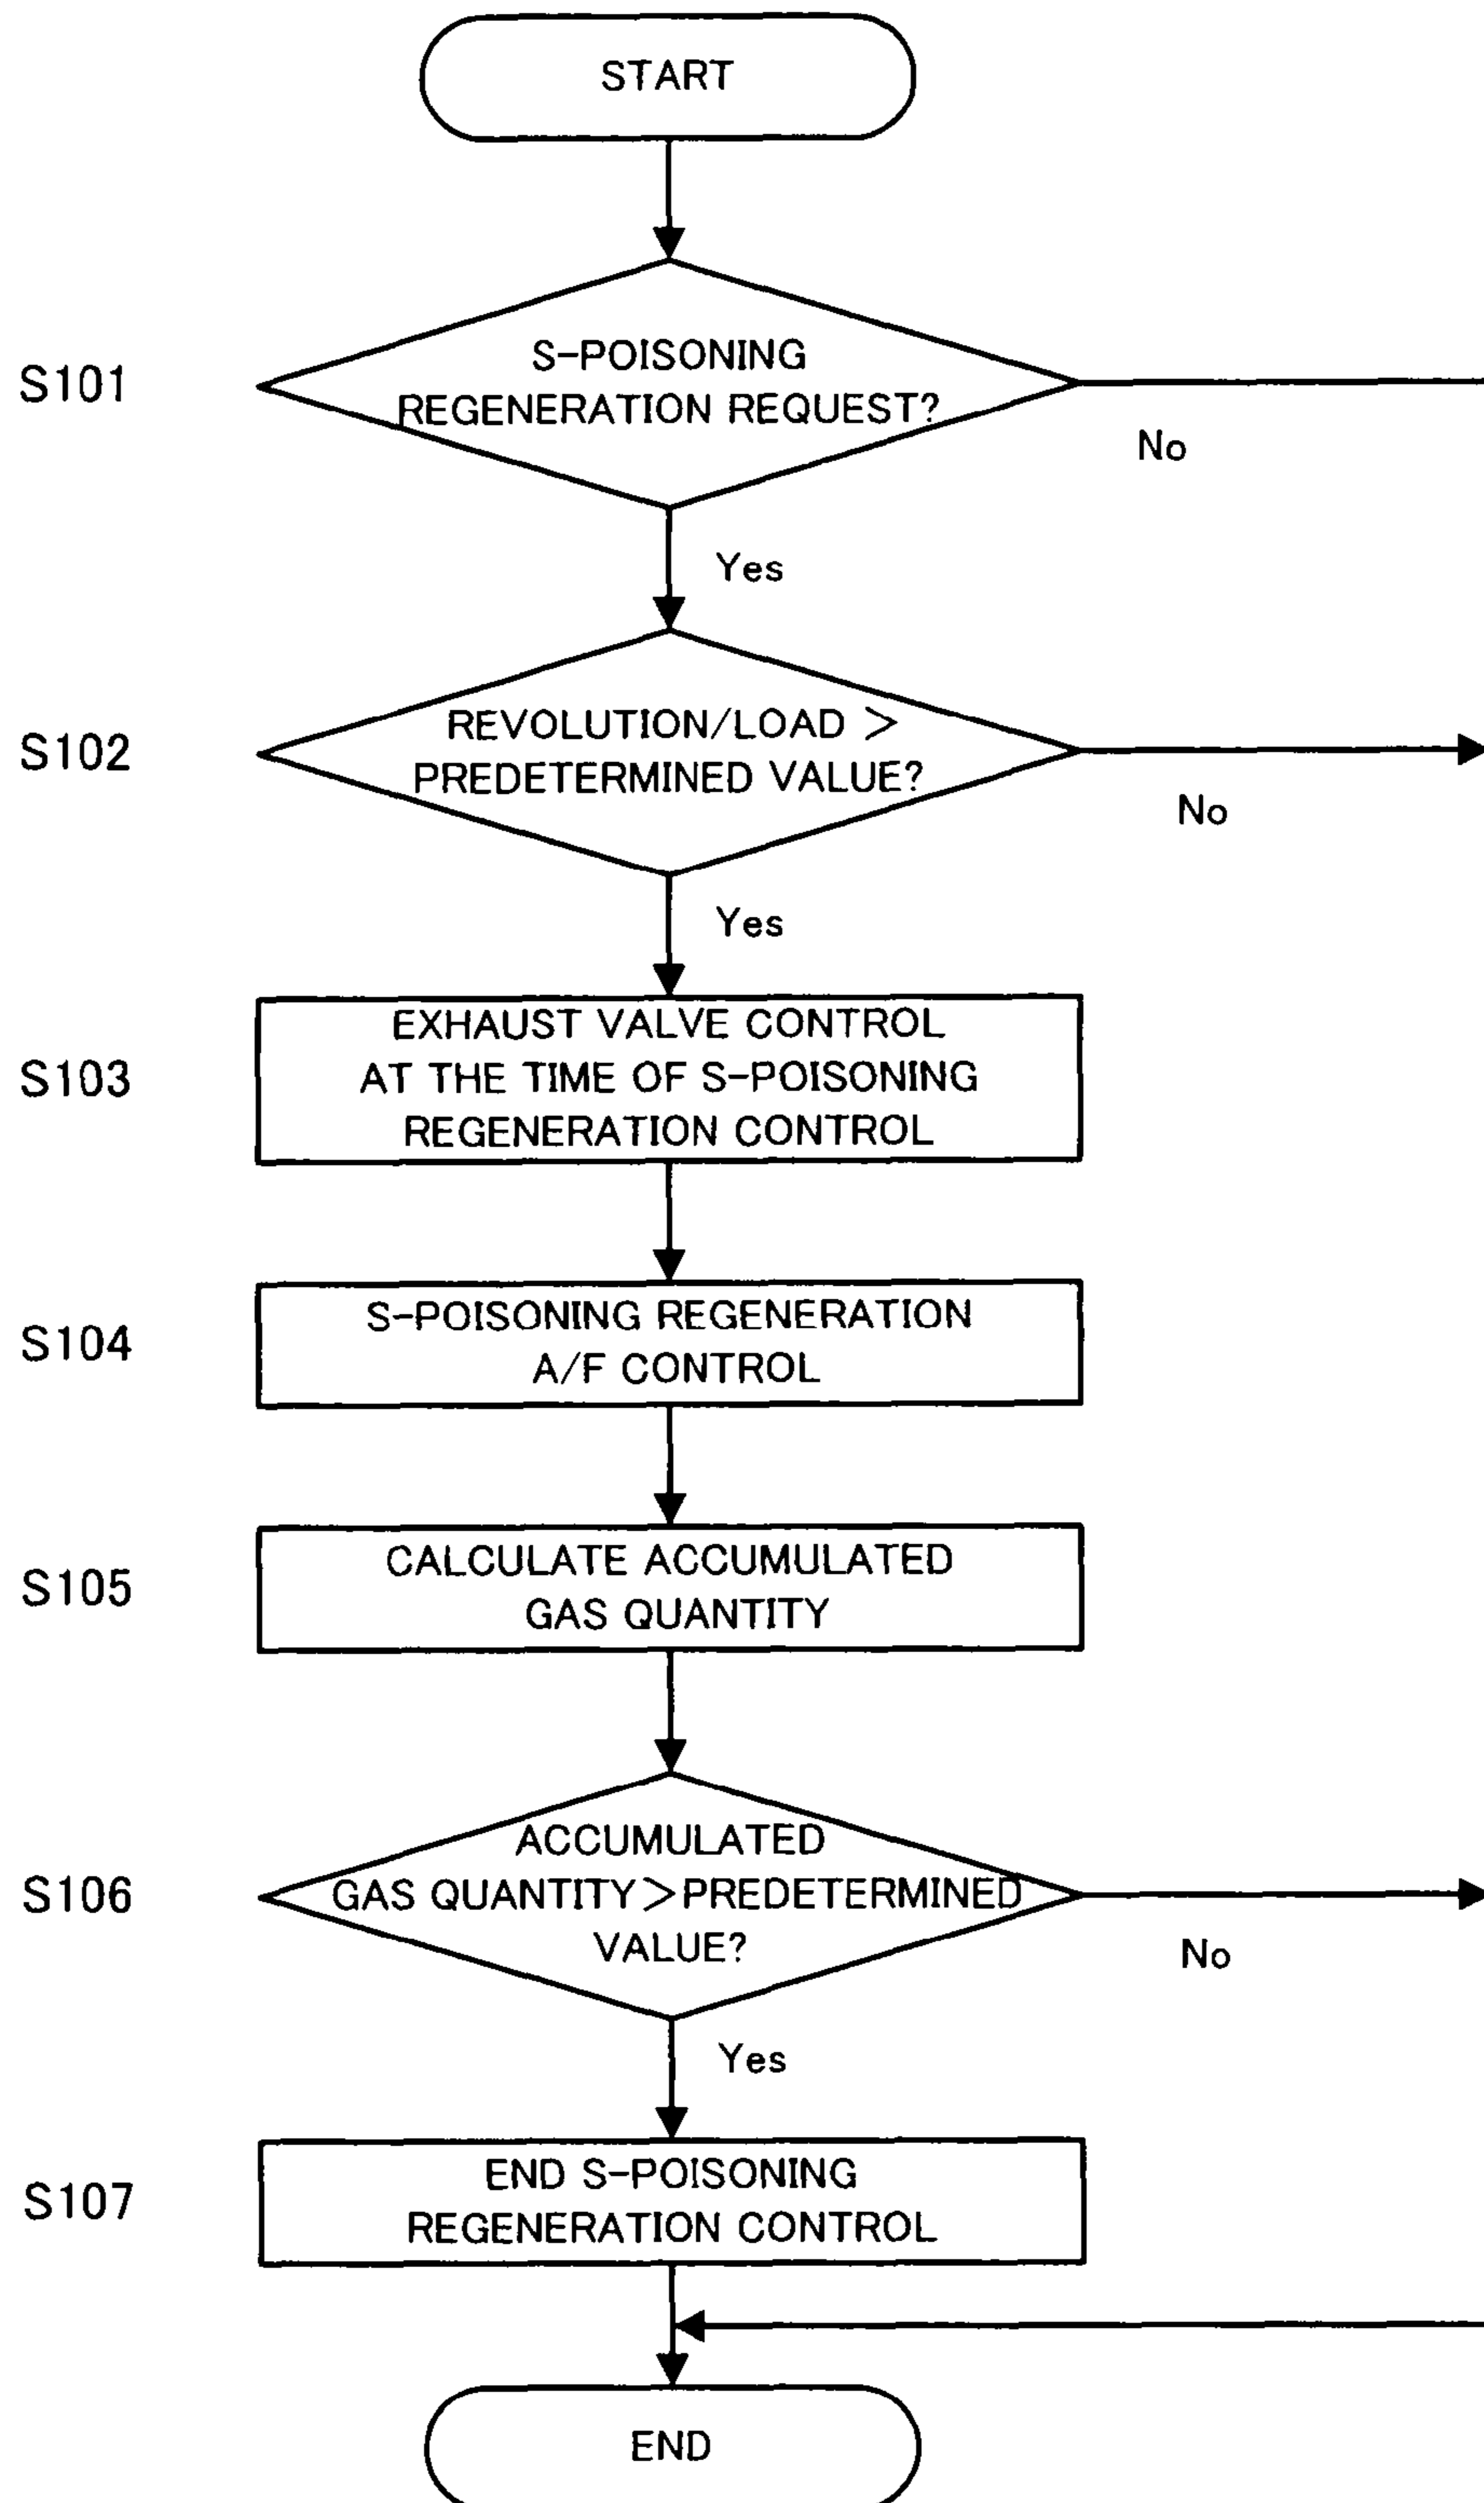 START
S101
S-POISONING
REGENERATION REQUEST?
No
Yes
S102
REVOLUTION/LOAD >
PREDETERMINED VALUE?
No
Yes
S103
EXHAUST VALVE CONTROL
AT THE TIME OF S-POISONING
REGENERATION CONTROL
S104
S-POISONING REGENERATION
A/F CONTROL
S105
CALCULATE ACCUMULATED
GAS QUANTITY
S106
ACCUMULATED
GAS QUANTITY>PREDETERMINED
VALUE?
No
Yes
S107
END S-POISONING
REGENERATION CONTROL
END